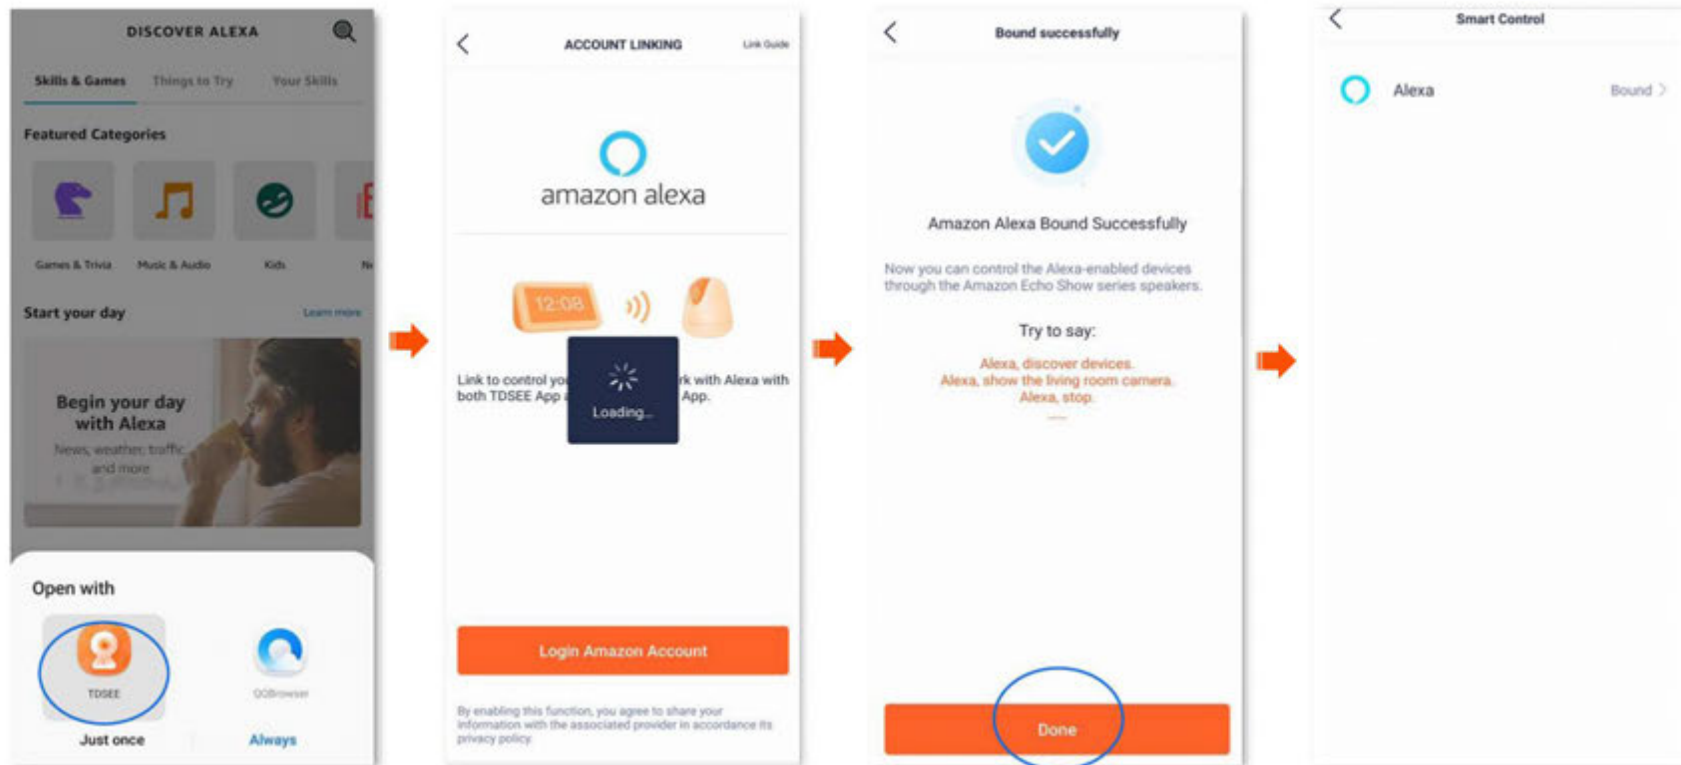 DISCOVER ALEXA
Skills & Games
Things to Try
Your Skills
Featured Categories
Games & Trivia
Music & Audio
Kids
Start your day
Learn more
Begin your day
with Alexa
News, weather, traffic
and more
Open with
TDSEE
QQBrowser
Just once
Always
ACCOUNT LINKING
Link Guide
amazon alexa
12:08
Link to control you rk with Alexa with
both TDSEE App a App.
Loading...
Login Amazon Account
By enabling this function, you agree to share your
information with the associated provider in accordance its
privacy policy.
Bound successfully
Amazon Alexa Bound Successfully
Now you can control the Alexa-enabled devices
through the Amazon Echo Show series speakers.
Try to say:
Alexa, discover devices.
Alexa, show the living room camera.
Alexa, stop.
Done
Smart Control
Alexa
Bound